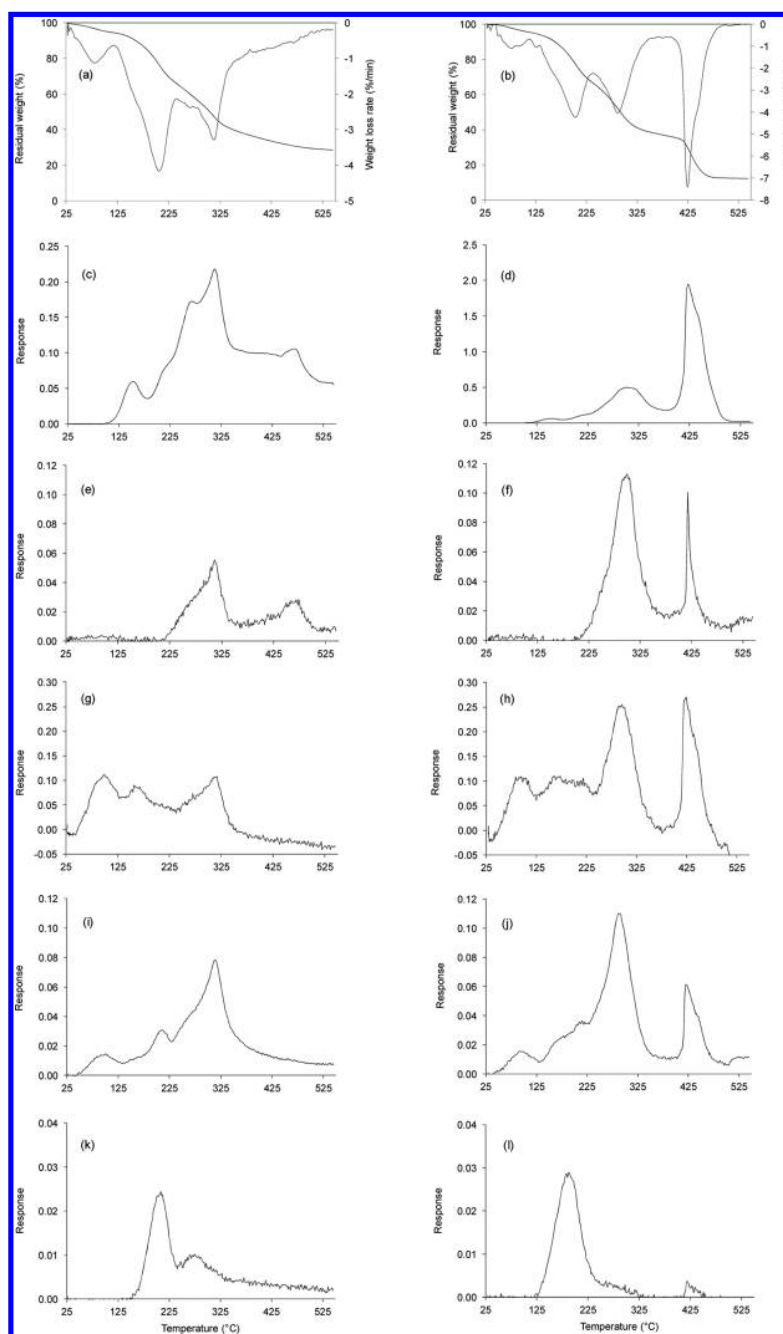 100
80
60
40
20
0
Residual weight (%)
(a)
0
-1
-2
-3
-4
-5
Weight loss rate (%/min)
25 125 225 325 425 525
100
80
60
40
20
0
Residual weight (%)
(b)
0
-1
-2
-3
-4
-5
-6
-7
-8
25 125 225 325 425 525
0.25
0.20
0.15
0.10
0.05
0.00
Response
(c)
25 125 225 325 425 525
2.5
2.0
1.5
1.0
0.5
0.0
Response
(d)
25 125 225 325 425 525
0.12
0.10
0.08
0.06
0.04
0.02
0.00
Response
(e)
25 125 225 325 425 525
0.12
0.10
0.08
0.06
0.04
0.02
0.00
Response
(f)
25 125 225 325 425 525
0.30
0.25
0.20
0.15
0.10
0.05
0.00
-0.05
Response
(g)
25 125 225 325 425 525
0.30
0.25
0.20
0.15
0.10
0.05
0.00
-0.05
Response
(h)
25 125 225 325 425 525
0.12
0.10
0.08
0.06
0.04
0.02
0.00
Response
(i)
25 125 225 325 425 525
0.12
0.10
0.08
0.06
0.04
0.02
0.00
Response
(j)
25 125 225 325 425 525
0.04
0.03
0.02
0.01
0.00
Response
(k)
25 125 225 325 425 525
Temperature (°C)
0.04
0.03
0.02
0.01
0.00
Response
(l)
25 125 225 325 425 525
Temperature (°C)